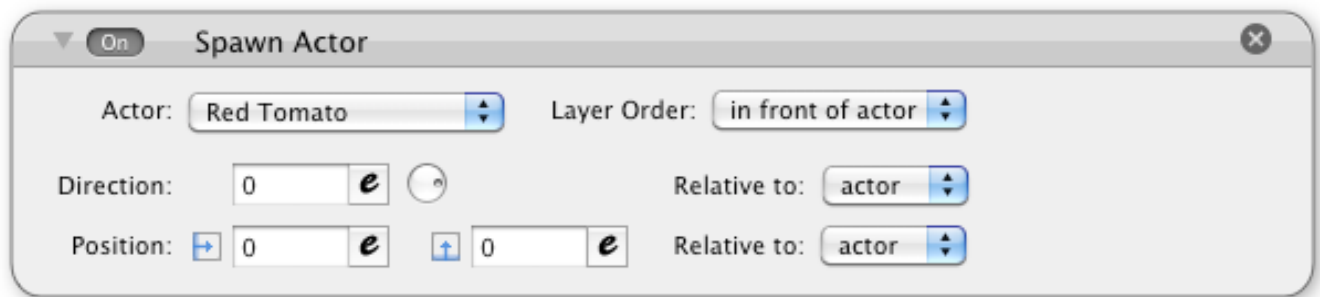 On Spawn Actor
Actor: Red Tomato Layer Order: in front of actor
Direction: 0 e Relative to: actor
Position: 0 e 0 e Relative to: actor